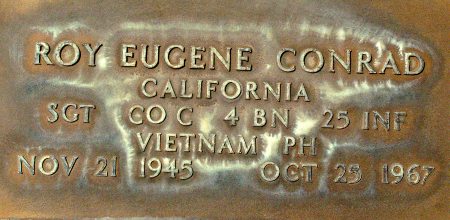 ROY EUGENE CONRAD
CALIFORNIA
SGT CO C 4 BN 25 INF
VIETNAM PH
NOV 21 1945 OCT 25 1967